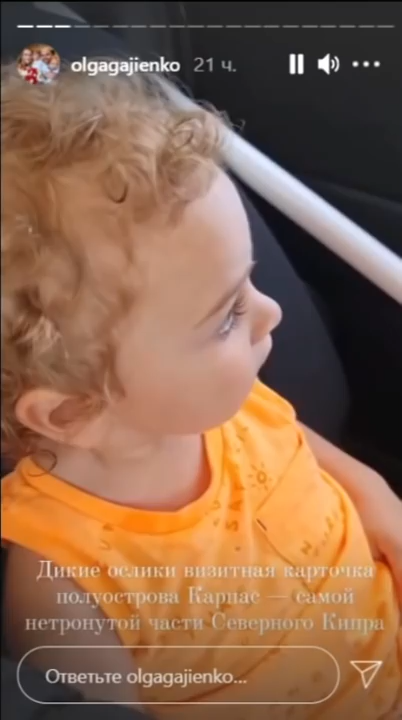 olgagajienko 21 ч.
Дикие ослики визитная карточка
полуострова Карпас — самой
нетронутой части Северного Кипра
Ответьте olgagajienko...